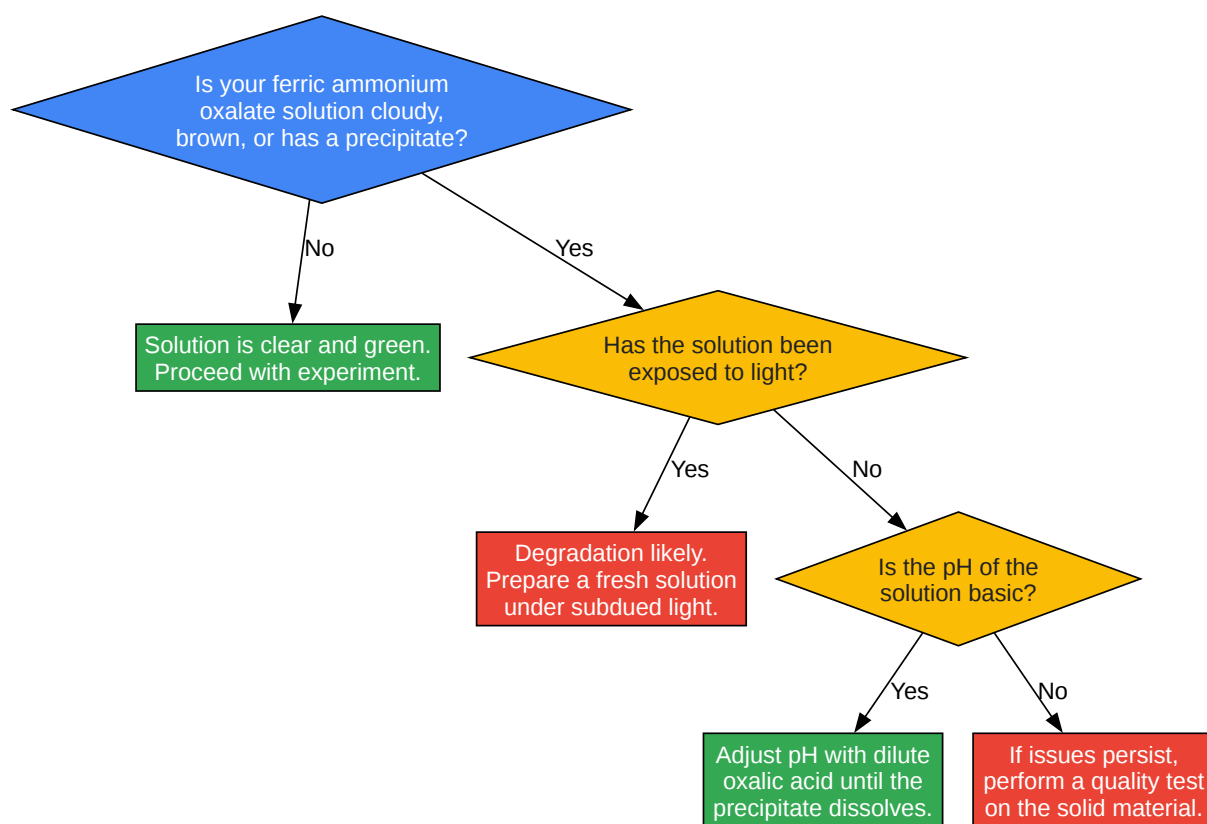 Is your ferric ammonium
oxalate solution cloudy,
brown, or has a precipitate?
No
Yes
Solution is clear and green.
Proceed with experiment.
Has the solution been
exposed to light?
Yes
No
Degradation likely.
Prepare a fresh solution
under subdued light.
Is the pH of the
solution basic?
Yes
No
Adjust pH with dilute
oxalic acid until the
precipitate dissolves.
If issues persist,
perform a quality test
on the solid material.